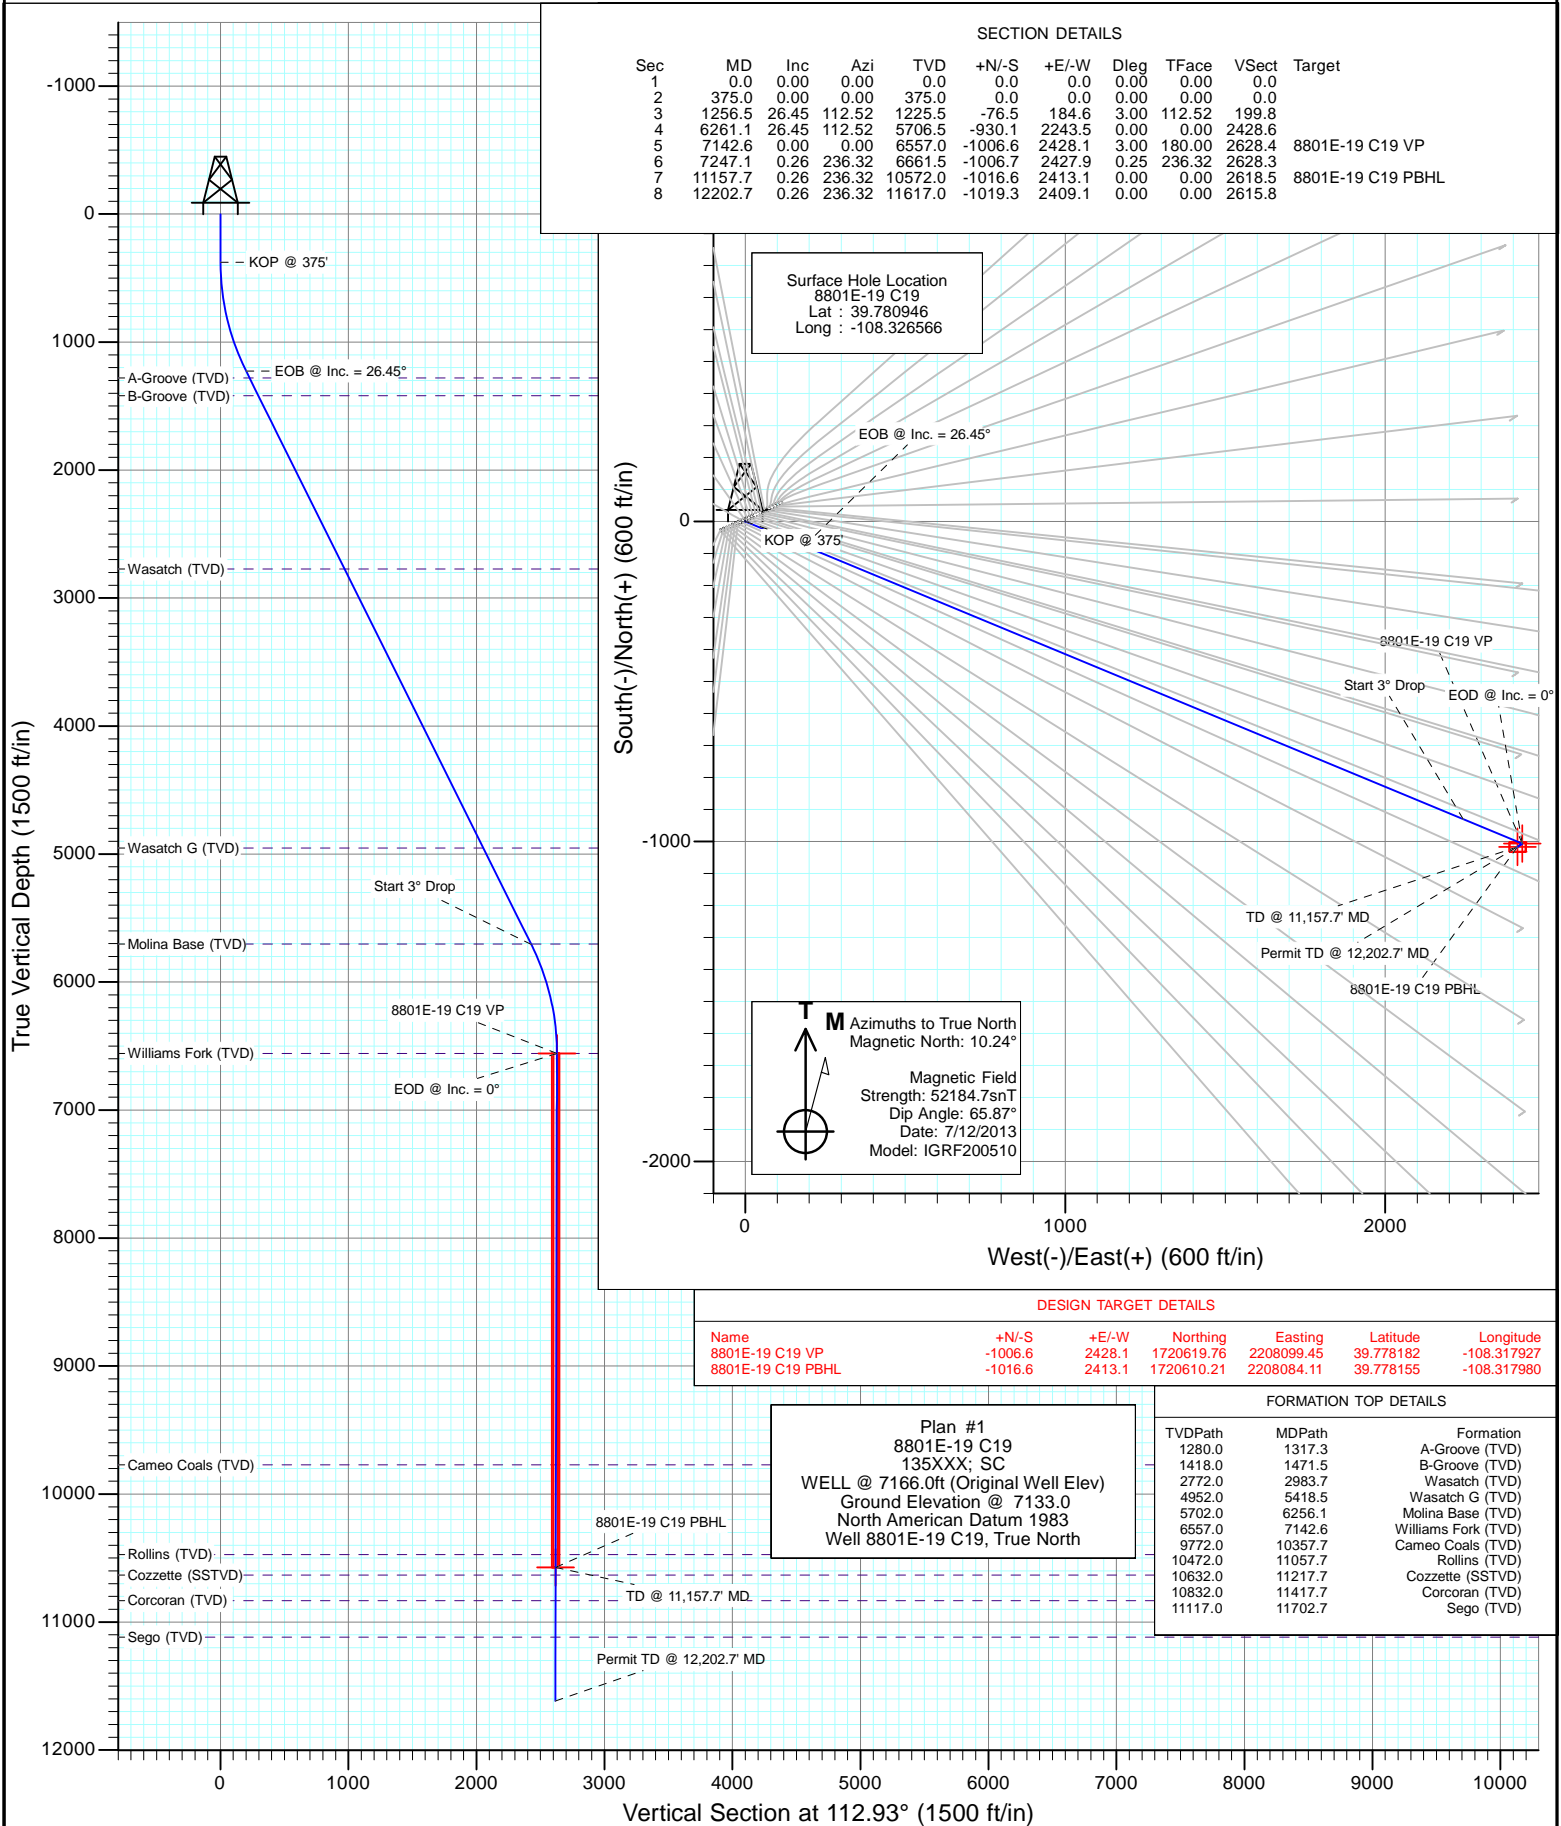 SECTION DETAILS
Sec MD Inc Azi TVD +N/-S +E/-W Dleg TFace VSect Target
1 0.0 0.00 0.00 0.0 0.0 0.0 0.00 0.00 0.0
2 375.0 0.00 0.00 375.0 0.0 0.0 0.00 0.00 0.0
3 1256.5 26.45 112.52 1225.5 -76.5 184.6 3.00 112.52 199.8
4 6261.1 26.45 112.52 5706.5 -930.1 2243.5 0.00 0.00 2428.6
5 7142.6 0.00 0.00 6557.0 -1006.6 2428.1 3.00 180.00 2628.4 8801E-19 C19 VP
6 7247.1 0.26 236.32 6661.5 -1006.7 2427.9 0.25 236.32 2628.3
7 11157.7 0.26 236.32 10572.0 -1016.6 2413.1 0.00 0.00 2618.5 8801E-19 C19 PBHL
8 12202.7 0.26 236.32 11617.0 -1019.3 2409.1 0.00 0.00 2615.8
-1000
0
1000
2000
3000
4000
5000
6000
7000
8000
9000
10000
11000
12000
True Vertical Depth (1500 ft/in)
KOP @ 375'
EOB @ Inc. = 26.45°
A-Groove (TVD)
B-Groove (TVD)
Wasatch (TVD)
Wasatch G (TVD)
Start 3° Drop
Molina Base (TVD)
8801E-19 C19 VP
Williams Fork (TVD)
EOD @ Inc. = 0°
Cameo Coals (TVD)
8801E-19 C19 PBHL
Rollins (TVD)
Cozzette (SSTVD)
TD @ 11,157.7' MD
Corcoran (TVD)
Sego (TVD)
Permit TD @ 12,202.7' MD
0 1000 2000 3000 4000 5000 6000 7000 8000 9000 10000
Vertical Section at 112.93° (1500 ft/in)
Surface Hole Location
8801E-19 C19
Lat : 39.780946
Long : -108.326566
EOB @ Inc. = 26.45°
KOP @ 375'
8801E-19 C19 VP
Start 3° Drop
EOD @ Inc. = 0°
TD @ 11,157.7' MD
Permit TD @ 12,202.7' MD
8801E-19 C19 PBHL
South(-)/North(+) (600 ft/in)
0
-1000
-2000
0 1000 2000
West(-)/East(+) (600 ft/in)
T
M
Azimuths to True North
Magnetic North: 10.24°
Magnetic Field
Strength: 52184.7snT
Dip Angle: 65.87°
Date: 7/12/2013
Model: IGRF200510
DESIGN TARGET DETAILS
Name +N/-S +E/-W Northing Easting Latitude Longitude
8801E-19 C19 VP -1006.6 2428.1 1720619.76 2208099.45 39.778182 -108.317927
8801E-19 C19 PBHL -1016.6 2413.1 1720610.21 2208084.11 39.778155 -108.317980
Plan #1
8801E-19 C19
135XXX; SC
WELL @ 7166.0ft (Original Well Elev)
Ground Elevation @ 7133.0
North American Datum 1983
Well 8801E-19 C19, True North
FORMATION TOP DETAILS
TVDPath MDPath Formation
1280.0 1317.3 A-Groove (TVD)
1418.0 1471.5 B-Groove (TVD)
2772.0 2983.7 Wasatch (TVD)
4952.0 5418.5 Wasatch G (TVD)
5702.0 6256.1 Molina Base (TVD)
6557.0 7142.6 Williams Fork (TVD)
9772.0 10357.7 Cameo Coals (TVD)
10472.0 11057.7 Rollins (TVD)
10632.0 11217.7 Cozzette (SSTVD)
10832.0 11417.7 Corcoran (TVD)
11117.0 11702.7 Sego (TVD)